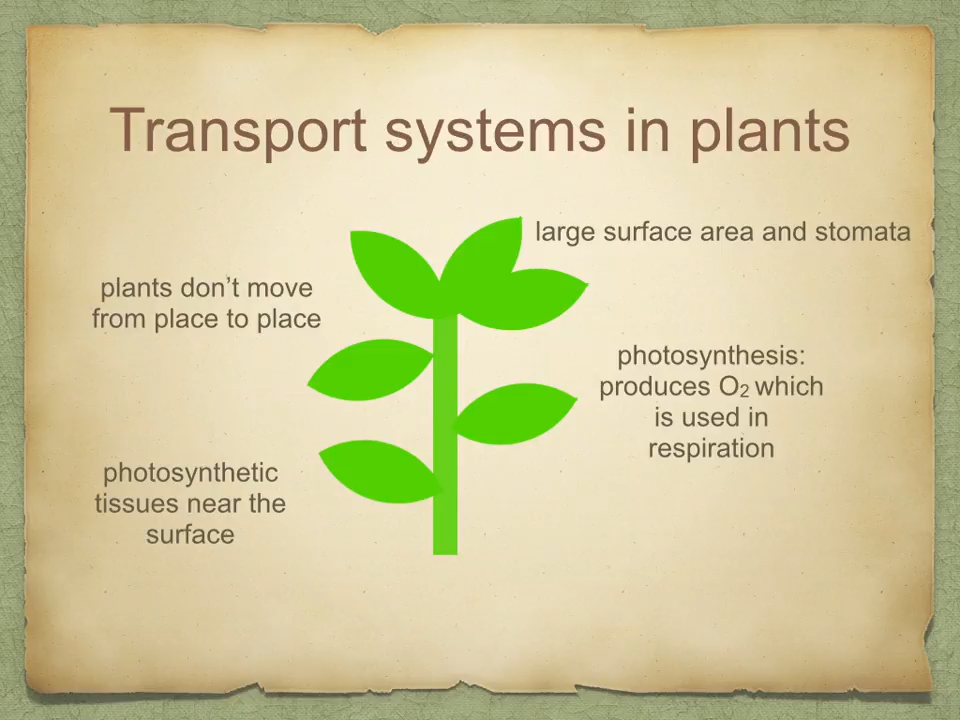 Transport systems in plants
large surface area and stomata
plants don’t move
from place to place
photosynthesis:
produces O₂ which
is used in
respiration
photosynthetic
tissues near the
surface